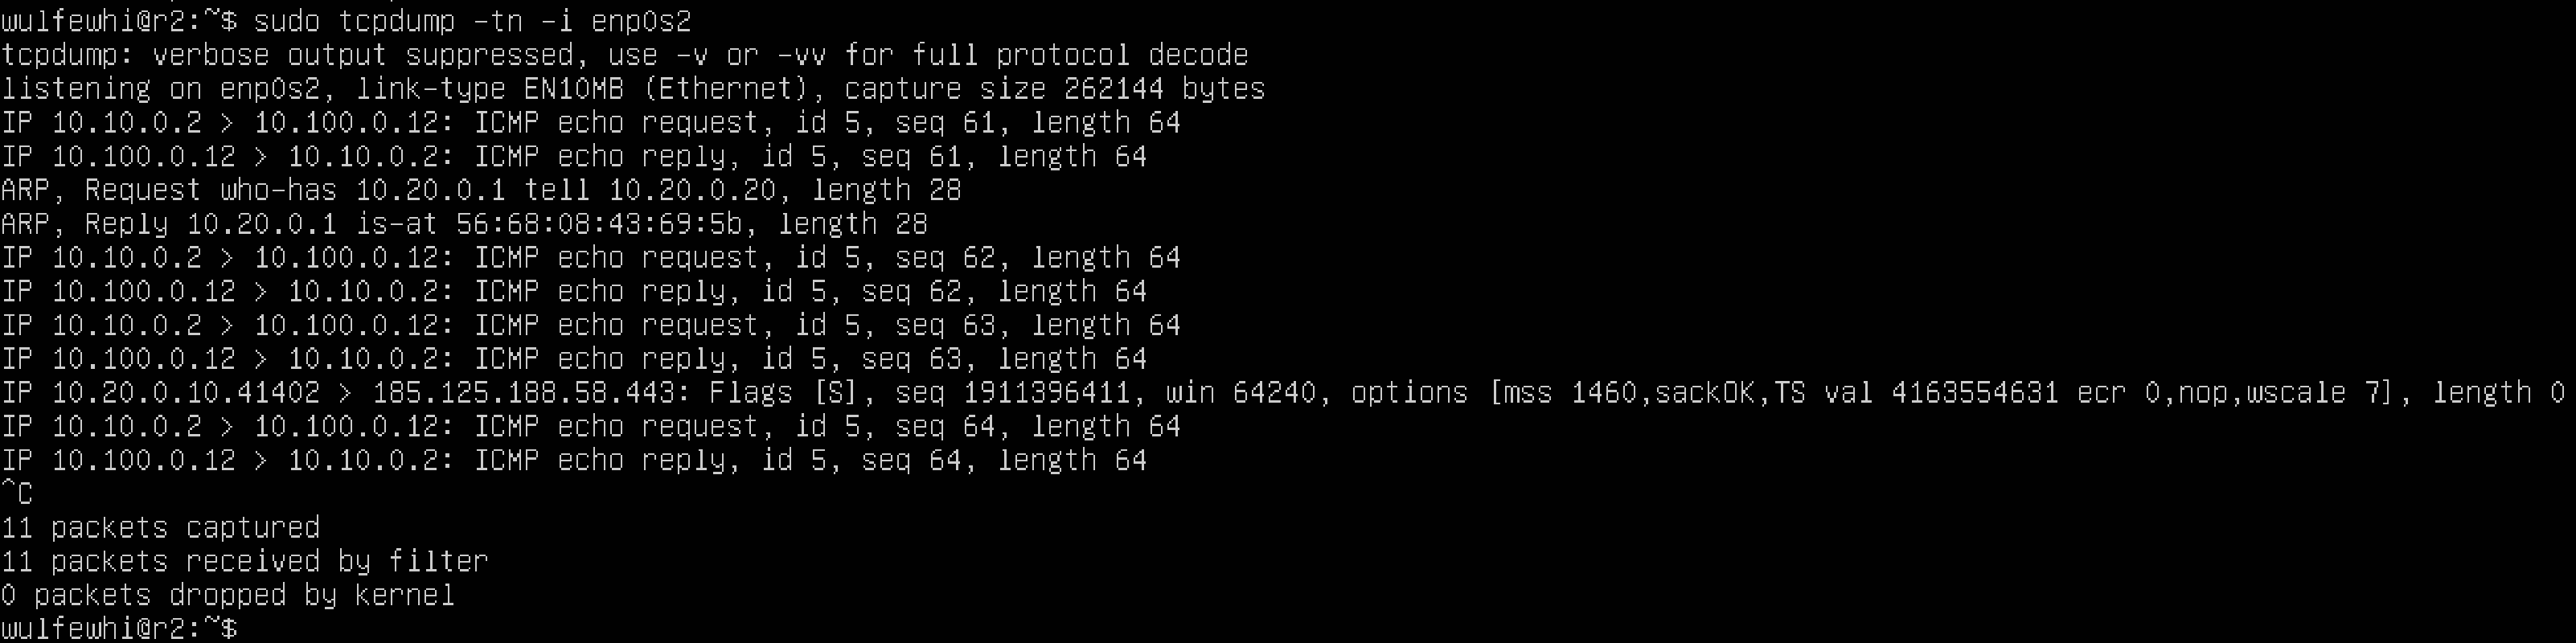 wulfewhi@r2:~$ sudo tcpdump -tn -i enp0s2
tcpdump: verbose output suppressed, use -v or -vv for full protocol decode
listening on enp0s2, link-type EN10MB (Ethernet), capture size 262144 bytes
IP 10.10.0.2 > 10.100.0.12: ICMP echo request, id 5, seq 61, length 64
IP 10.100.0.12 > 10.10.0.2: ICMP echo reply, id 5, seq 61, length 64
ARP, Request who-has 10.20.0.1 tell 10.20.0.20, length 28
ARP, Reply 10.20.0.1 is-at 56:68:08:43:69:5b, length 28
IP 10.10.0.2 > 10.100.0.12: ICMP echo request, id 5, seq 62, length 64
IP 10.100.0.12 > 10.10.0.2: ICMP echo reply, id 5, seq 62, length 64
IP 10.10.0.2 > 10.100.0.12: ICMP echo request, id 5, seq 63, length 64
IP 10.100.0.12 > 10.10.0.2: ICMP echo reply, id 5, seq 63, length 64
IP 10.20.0.10.41402 > 185.125.188.58.443: Flags [S], seq 1911396411, win 64240, options [mss 1460,sackOK,TS val 4163554631 ecr 0,nop,wscale 7], length 0
IP 10.10.0.2 > 10.100.0.12: ICMP echo request, id 5, seq 64, length 64
IP 10.100.0.12 > 10.10.0.2: ICMP echo reply, id 5, seq 64, length 64
^C
11 packets captured
11 packets received by filter
0 packets dropped by kernel
wulfewhi@r2:~$